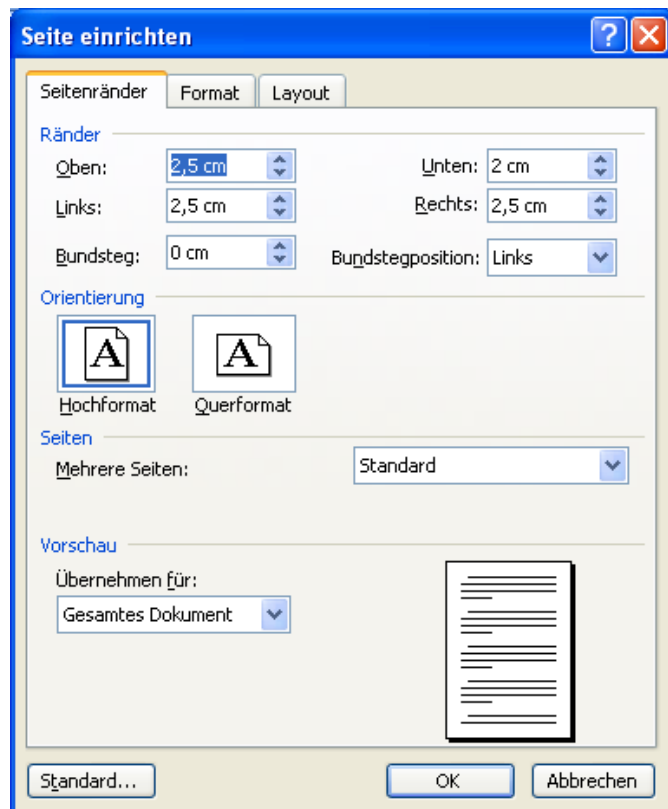 Seite einrichten
Seitenränder Format Layout
Ränder
Oben: 2,5 cm Unten: 2 cm
Links: 2,5 cm Rechts: 2,5 cm
Bundsteg: 0 cm Bundstegposition: Links
Orientierung
A A
Hochformat Querformat
Seiten
Mehrere Seiten: Standard
Vorschau
Übernehmen für:
Gesamtes Dokument
Standard... OK Abbrechen